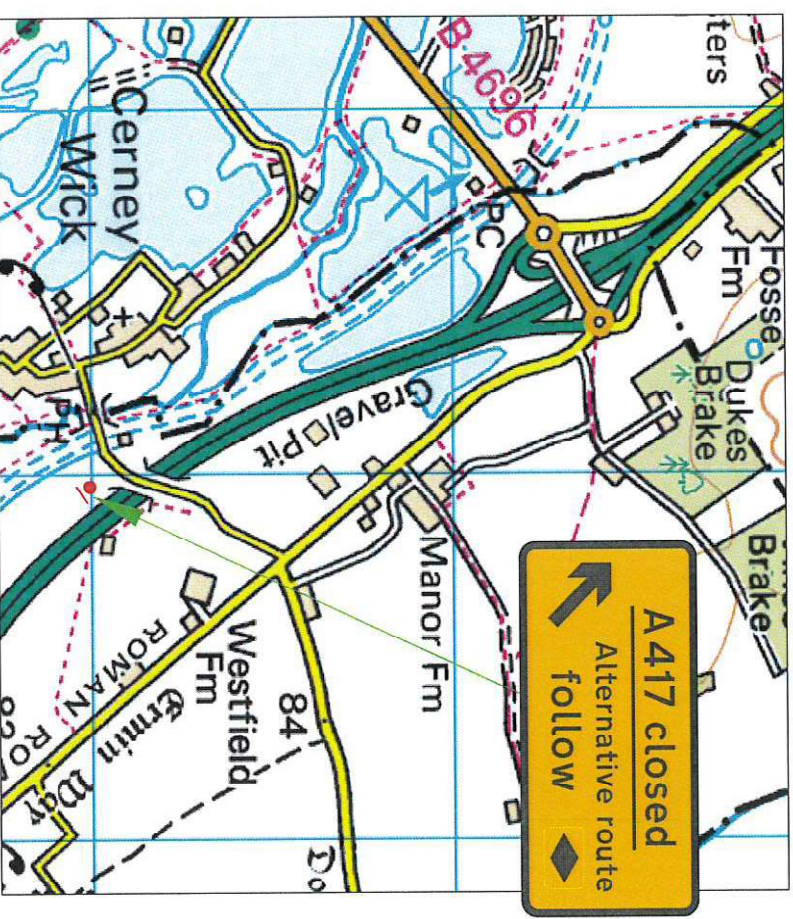 Fosse
Fm
Brake
Dukes
Brake
ters
A417 closed
Alternative route
follow
B 4696
PC
Manor Fm
Gravel Pit
Do
84
Westfield
Fm
Cerney
Wick
PH
ROMAN
Ermin Way